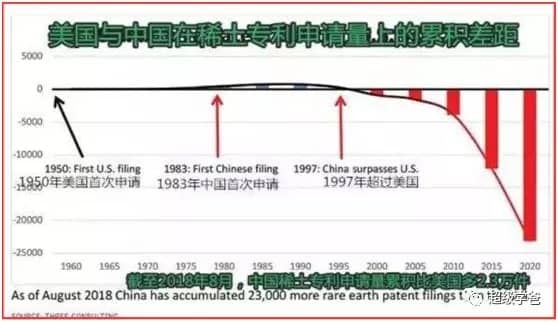 美国与中国在稀土专利申请量上的累积差距
5000
0
-5000
-10000
-15000
-20000
-25000
1950: First U.S. filing
1950年美国首次申请
1983: First Chinese filing
1983年中国首次申请
1997: China surpasses U.S.
1997年超过美国
1960 1965 1970 1975 1980 1985 1990 1995 2000 2005 2010 2015 2020
截至2018年8月，中国稀土专利申请量累积比美国多2.3万件
As of August 2018 China has accumulated 23,000 more rare earth patent filings
超级学爸
SOURCE: THREE CONSULTING